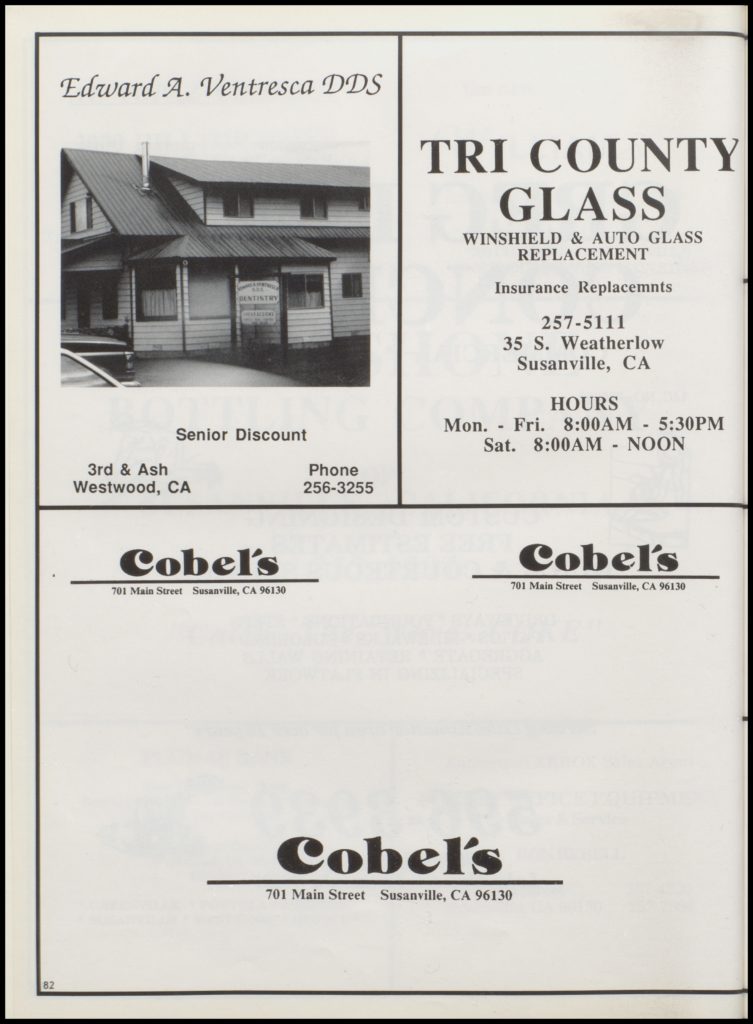 Edward A. Ventresca DDS
DENTISTRY
Senior Discount
3rd & Ash
Westwood, CA
Phone
256-3255
TRI COUNTY
GLASS
WINSHIELD & AUTO GLASS
REPLACEMENT
Insurance Replacemnts
257-5111
35 S. Weatherlow
Susanville, CA
HOURS
Mon. - Fri. 8:00AM - 5:30PM
Sat. 8:00AM - NOON
Cobel's
701 Main Street Susanville, CA 96130
Cobel's
701 Main Street Susanville, CA 96130
Cobel's
701 Main Street Susanville, CA 96130
82